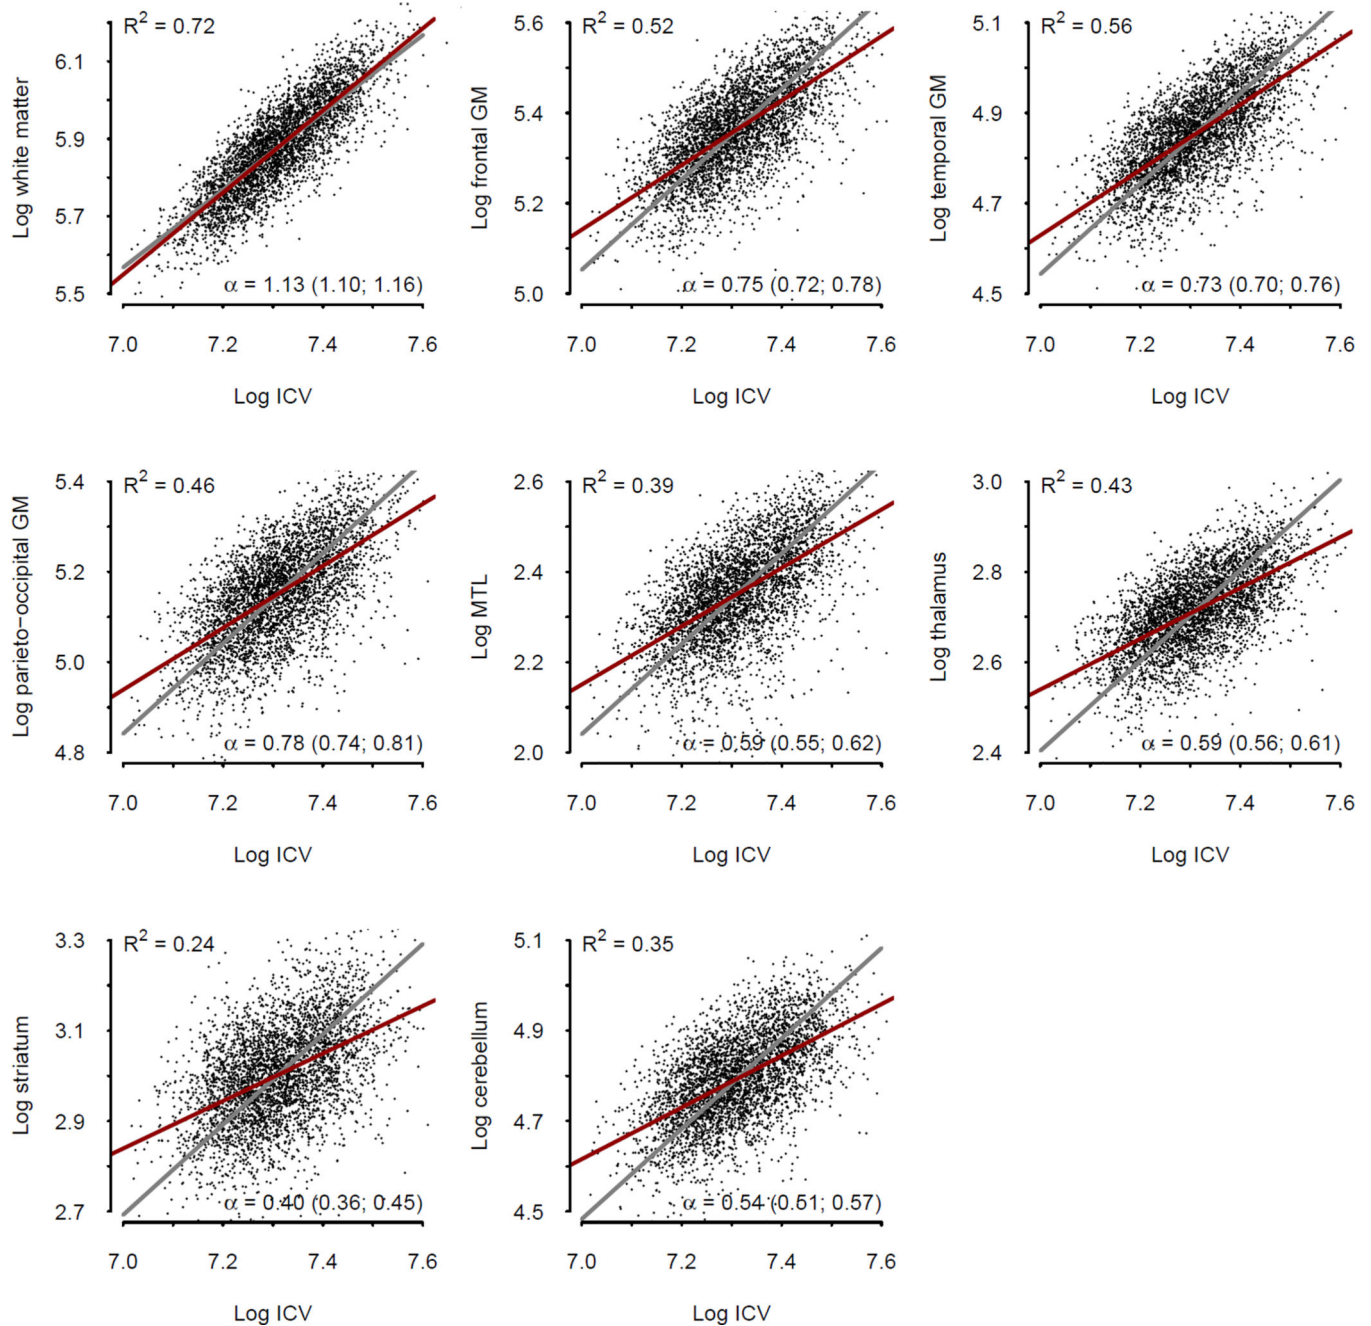 R² = 0.72
Log white matter
6.1
5.9
5.7
5.5
α = 1.13 (1.10; 1.16)
7.0 7.2 7.4 7.6
Log ICV
R² = 0.52
Log frontal GM
5.6
5.4
5.2
5.0
α = 0.75 (0.72; 0.78)
7.0 7.2 7.4 7.6
Log ICV
R² = 0.56
Log temporal GM
5.1
4.9
4.7
4.5
α = 0.73 (0.70; 0.76)
7.0 7.2 7.4 7.6
Log ICV
R² = 0.46
Log parieto−occipital GM
5.4
5.2
5.0
4.8
α = 0.78 (0.74; 0.81)
7.0 7.2 7.4 7.6
Log ICV
R² = 0.39
Log MTL
2.6
2.4
2.2
2.0
α = 0.59 (0.55; 0.62)
7.0 7.2 7.4 7.6
Log ICV
R² = 0.43
Log thalamus
3.0
2.8
2.6
2.4
α = 0.59 (0.56; 0.61)
7.0 7.2 7.4 7.6
Log ICV
R² = 0.24
Log striatum
3.3
3.1
2.9
2.7
α = 0.40 (0.36; 0.45)
7.0 7.2 7.4 7.6
Log ICV
R² = 0.35
Log cerebellum
5.1
4.9
4.7
4.5
α = 0.54 (0.51; 0.57)
7.0 7.2 7.4 7.6
Log ICV